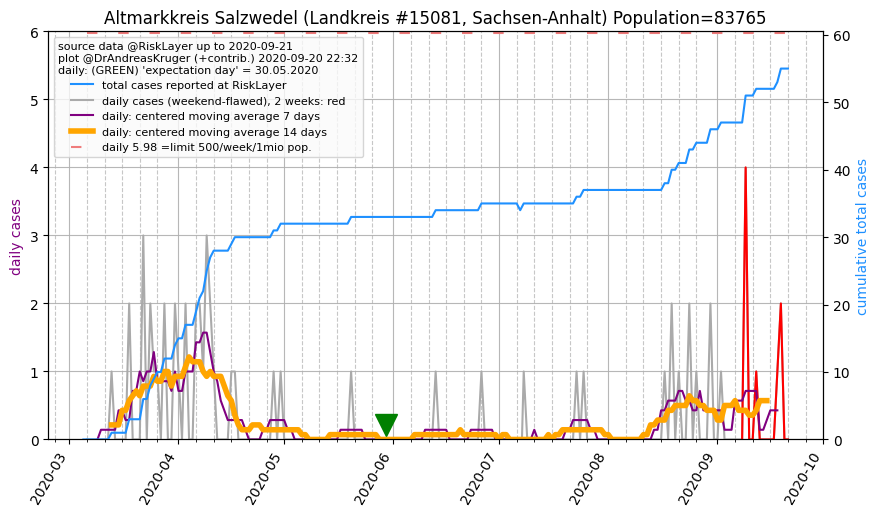 Altmarkkreis Salzwedel (Landkreis #15081, Sachsen-Anhalt) Population=83765
source data @RiskLayer up to 2020-09-21
plot @DrAndreasKruger (+contrib.) 2020-09-20 22:32
daily: (GREEN) 'expectation day' = 30.05.2020
total cases reported at RiskLayer
daily cases (weekend-flawed), 2 weeks: red
daily: centered moving average 7 days
daily: centered moving average 14 days
daily 5.98 =limit 500/week/1mio pop.
daily cases
6
5
4
3
2
1
0
60
50
40
30
20
10
0
cumulative total cases
2020-03
2020-04
2020-05
2020-06
2020-07
2020-08
2020-09
2020-10